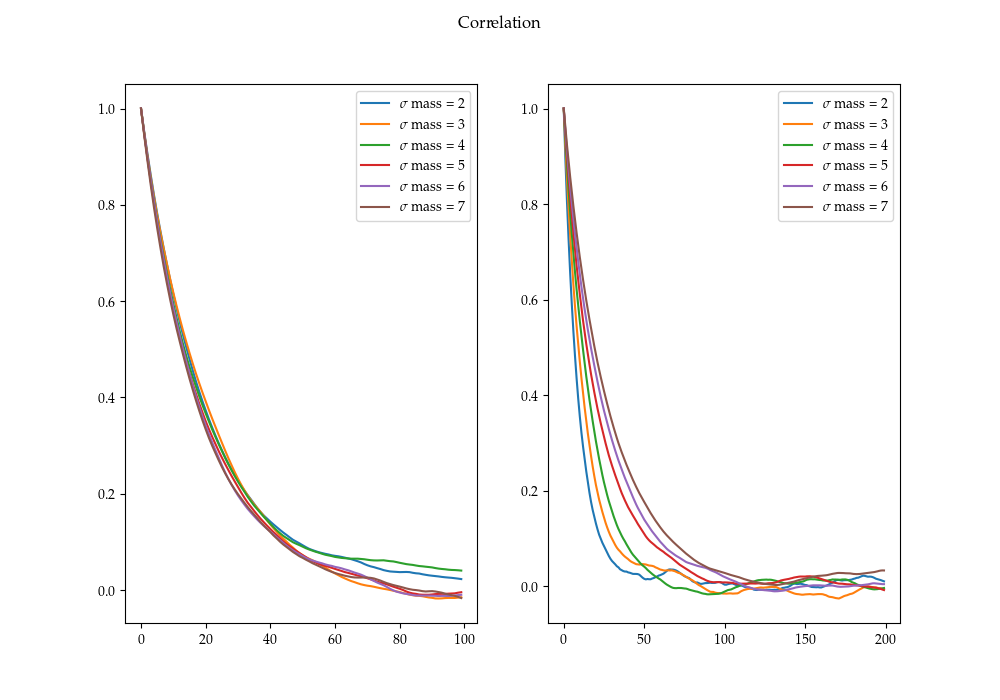 Correlation
1.0
0.8
0.6
0.4
0.2
0.0
0 20 40 60 80 100
σ mass = 2
σ mass = 3
σ mass = 4
σ mass = 5
σ mass = 6
σ mass = 7
1.0
0.8
0.6
0.4
0.2
0.0
0 50 100 150 200
σ mass = 2
σ mass = 3
σ mass = 4
σ mass = 5
σ mass = 6
σ mass = 7